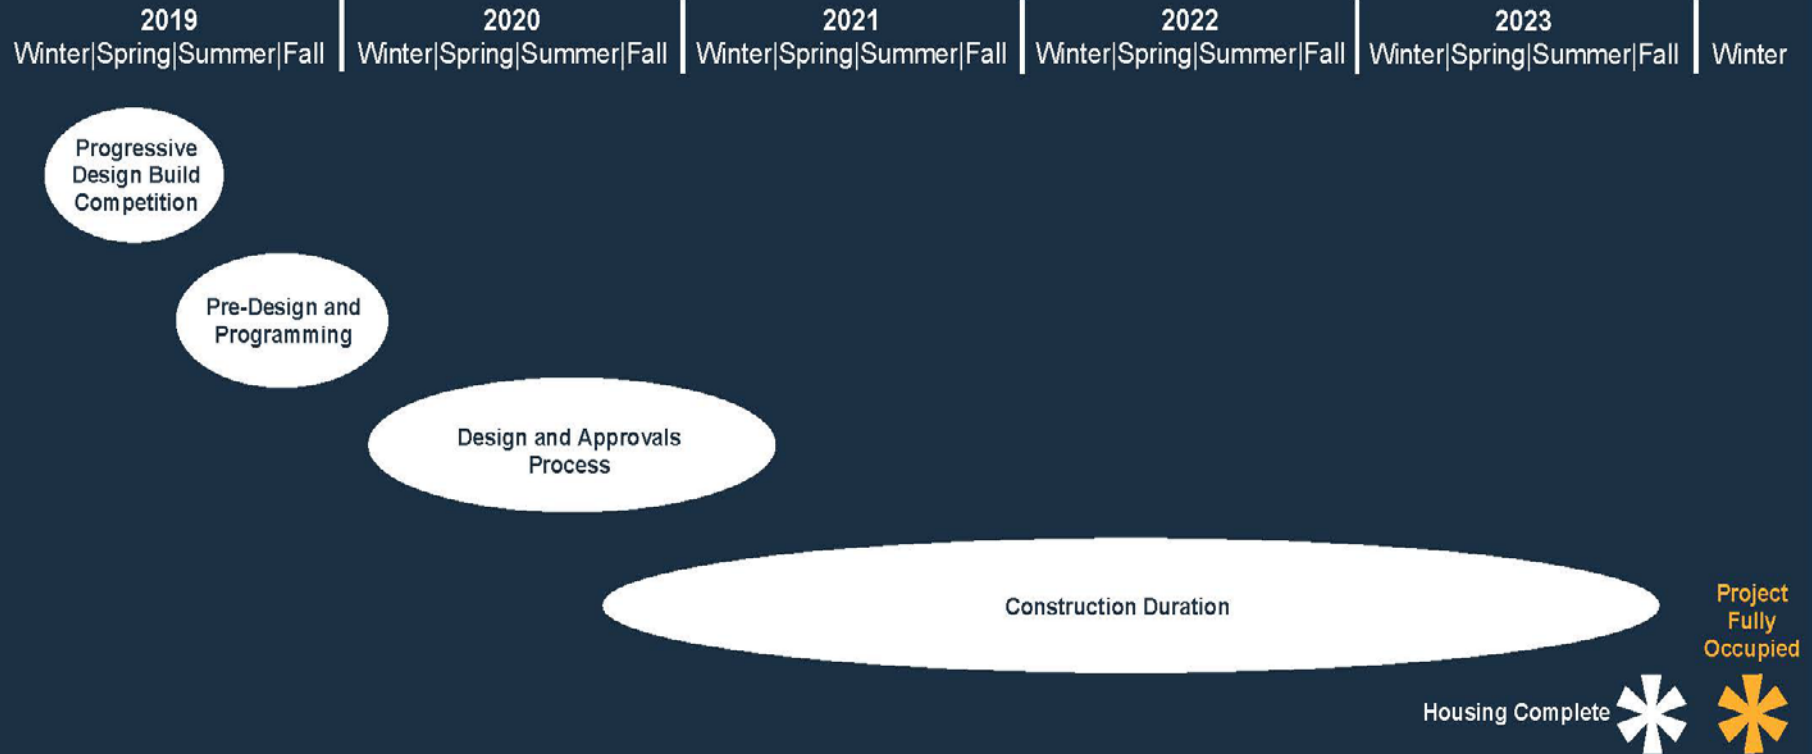 2019
Winter|Spring|Summer|Fall
2020
Winter|Spring|Summer|Fall
2021
Winter|Spring|Summer|Fall
2022
Winter|Spring|Summer|Fall
2023
Winter|Spring|Summer|Fall
Winter
Progressive
Design Build
Competition
Pre-Design and
Programming
Design and Approvals
Process
Construction Duration
Project
Fully
Occupied
Housing Complete